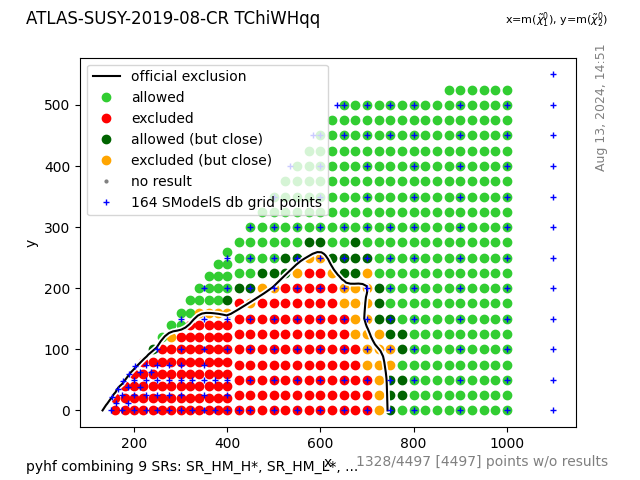 ATLAS-SUSY-2019-08-CR TChiWHqq
x=m(χ̃₁⁰), y=m(χ̃₂⁰)
Aug 13, 2024, 14:51
official exclusion
allowed
excluded
allowed (but close)
excluded (but close)
no result
164 SModelS db grid points
y
500
400
300
200
100
0
200 400 600 800 1000
x
pyhf combining 9 SRs: SR_HM_H*, SR_HM_L*, ...
1328/4497 [4497] points w/o results